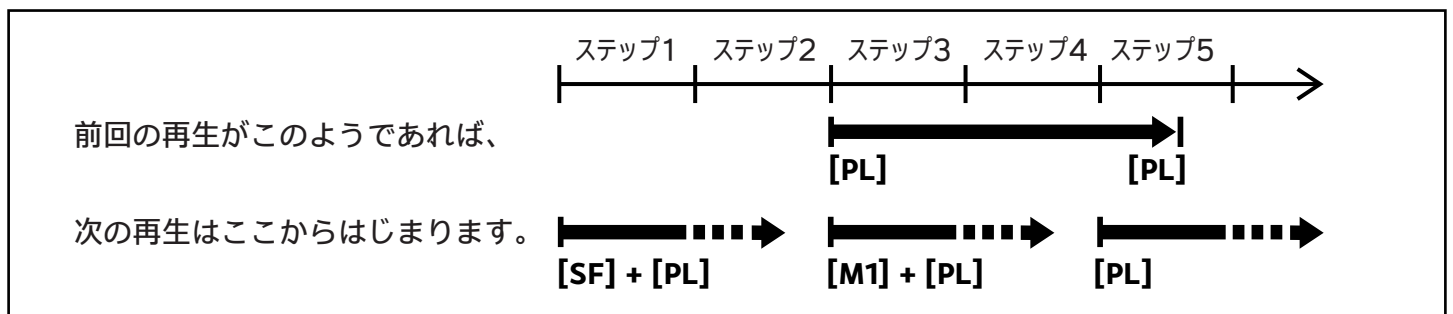 ステップ1 ステップ2 ステップ3 ステップ4 ステップ5
前回の再生がこのようであれば、
[PL] [PL]
次の再生はここからはじまります。
[SF] + [PL] [M1] + [PL] [PL]